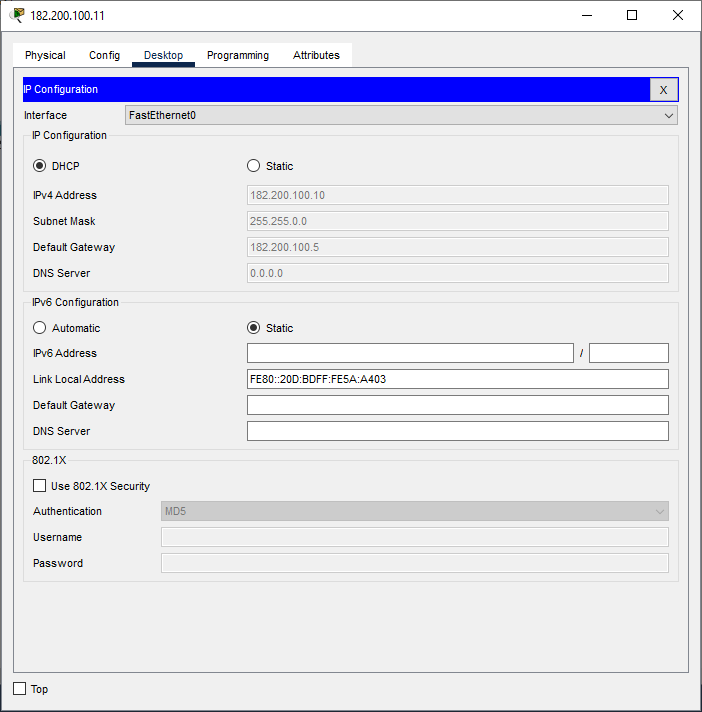 182.200.100.11
Physical Config Desktop Programming Attributes
IP Configuration X
Interface FastEthernet0
IP Configuration
DHCP Static
IPv4 Address 182.200.100.10
Subnet Mask 255.255.0.0
Default Gateway 182.200.100.5
DNS Server 0.0.0.0
IPv6 Configuration
Automatic Static
IPv6 Address /
Link Local Address FE80::20D:BDFF:FE5A:A403
Default Gateway
DNS Server
802.1X
Use 802.1X Security
Authentication MD5
Username
Password
Top